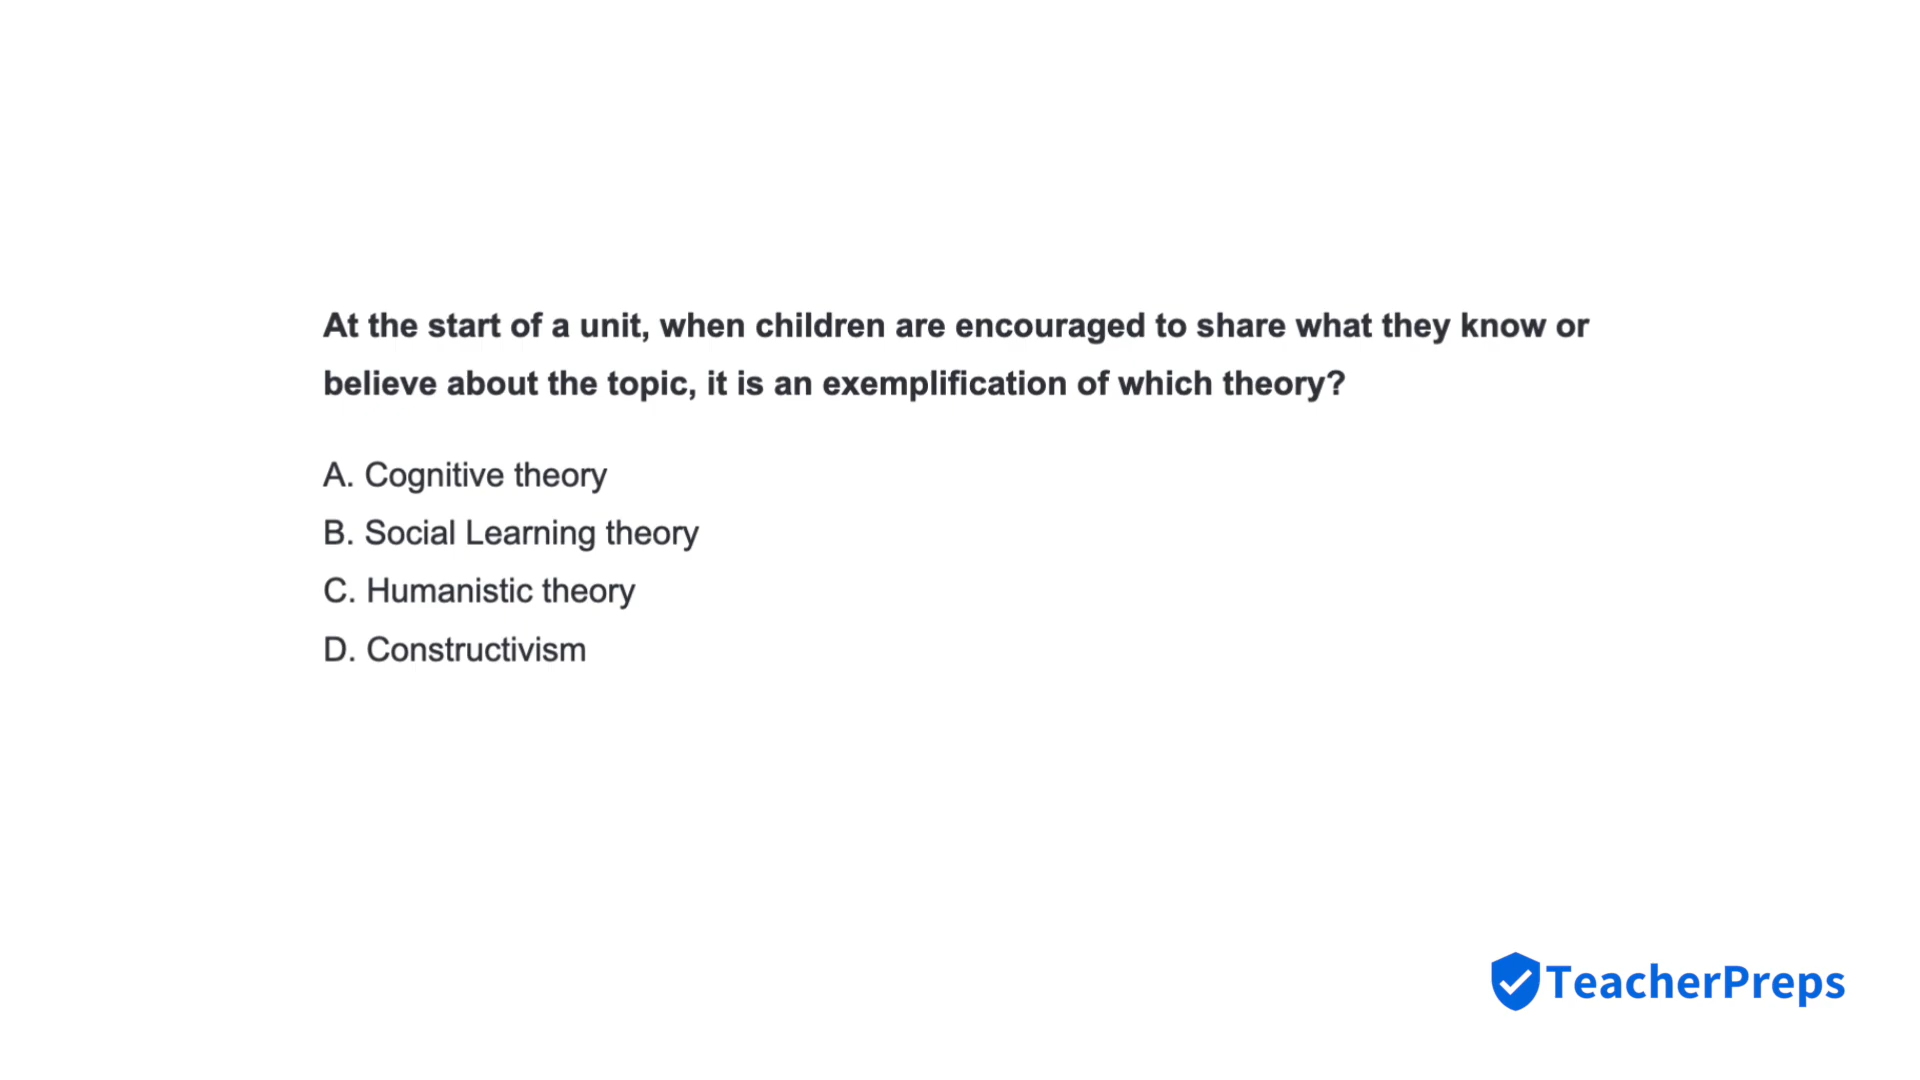 At the start of a unit, when children are encouraged to share what they know or
believe about the topic, it is an exemplification of which theory?
A. Cognitive theory
B. Social Learning theory
C. Humanistic theory
D. Constructivism
TeacherPreps